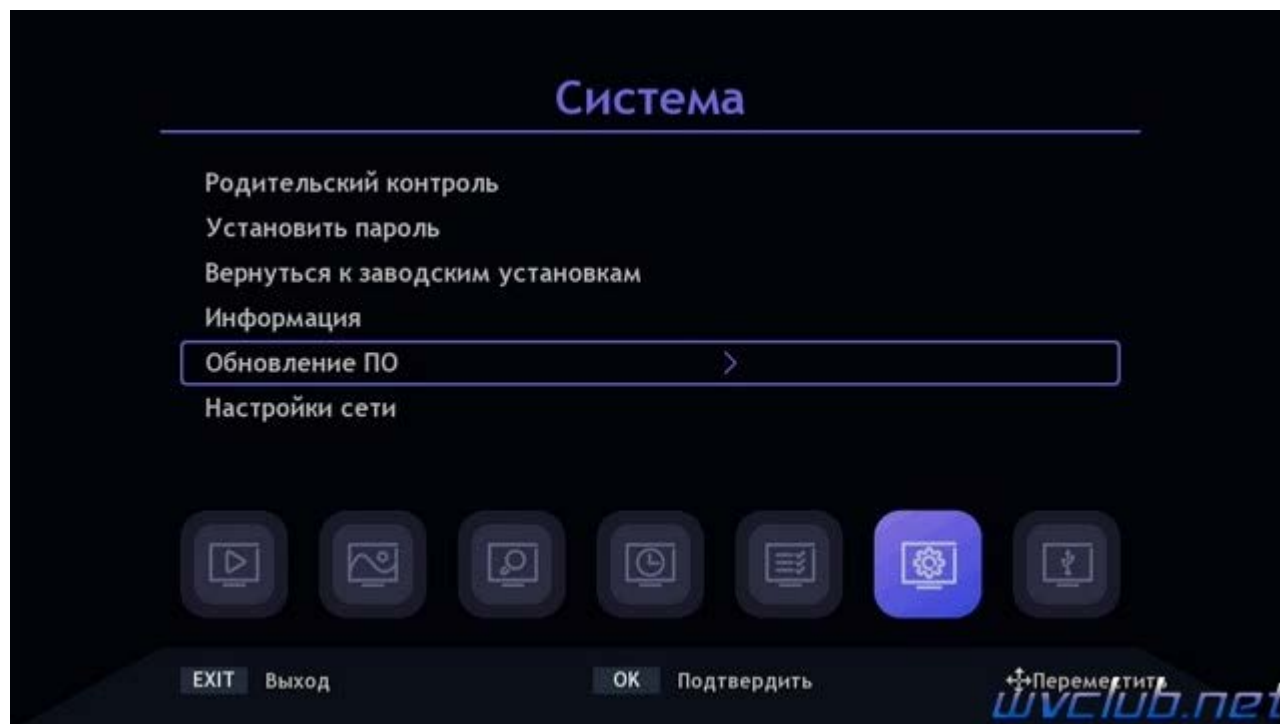 Система
Родительский контроль
Установить пароль
Вернуться к заводским установкам
Информация
Обновление ПО
Настройки сети
EXIT Выход OK Подтвердить Переместить
wvclub.net